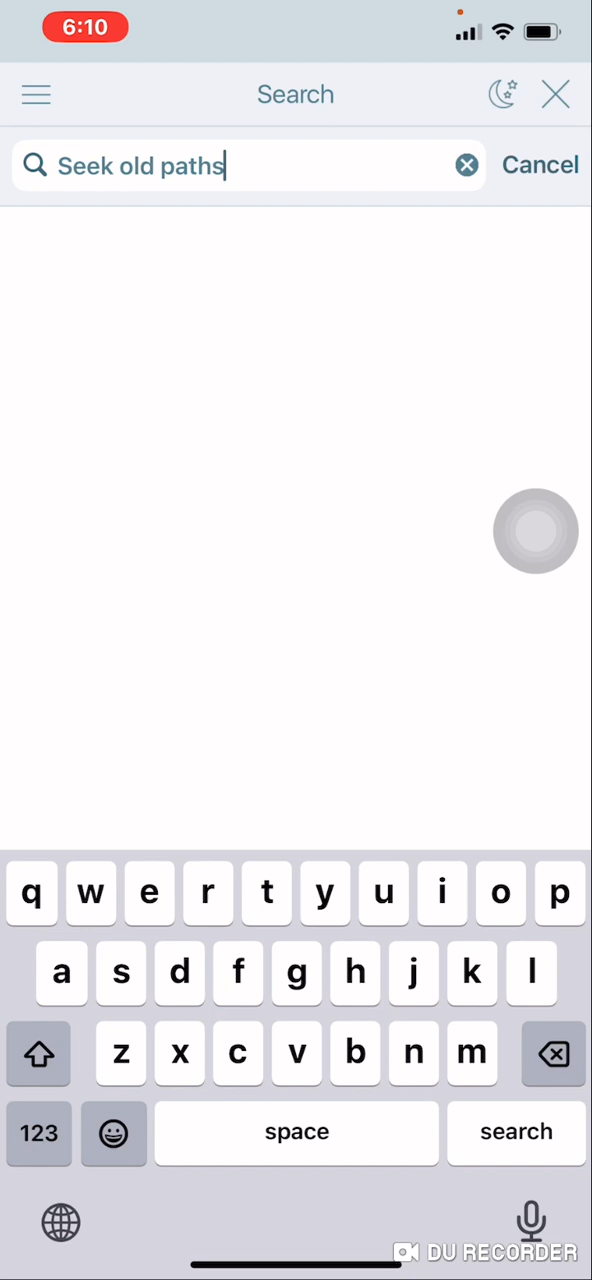 6:10
Search
Seek old paths
Cancel
q w e r t y u i o p
a s d f g h j k l
z x c v b n m
123 space search
DU RECORDER